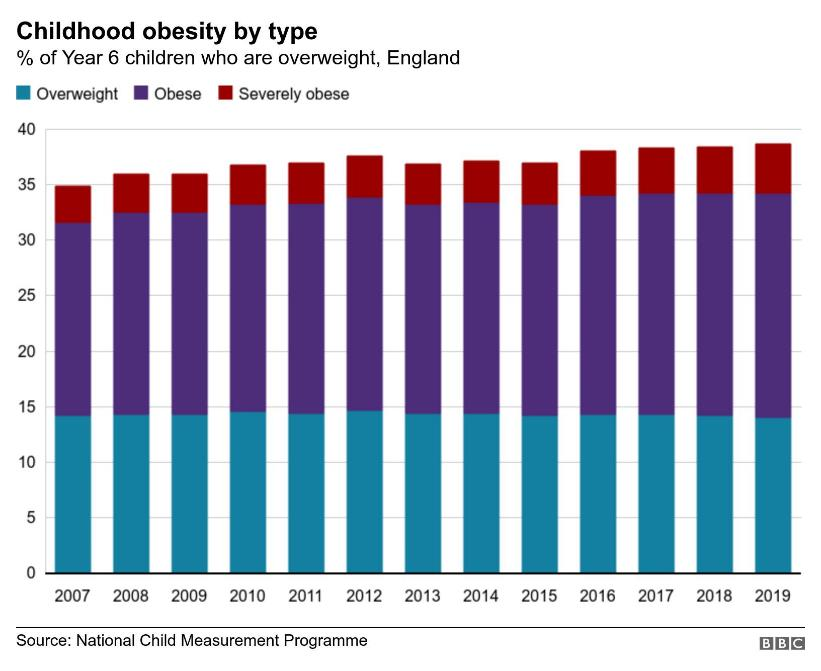 Childhood obesity by type
% of Year 6 children who are overweight, England
Overweight Obese Severely obese
40
35
30
25
20
15
10
5
0
2007 2008 2009 2010 2011 2012 2013 2014 2015 2016 2017 2018 2019
Source: National Child Measurement Programme
BBC